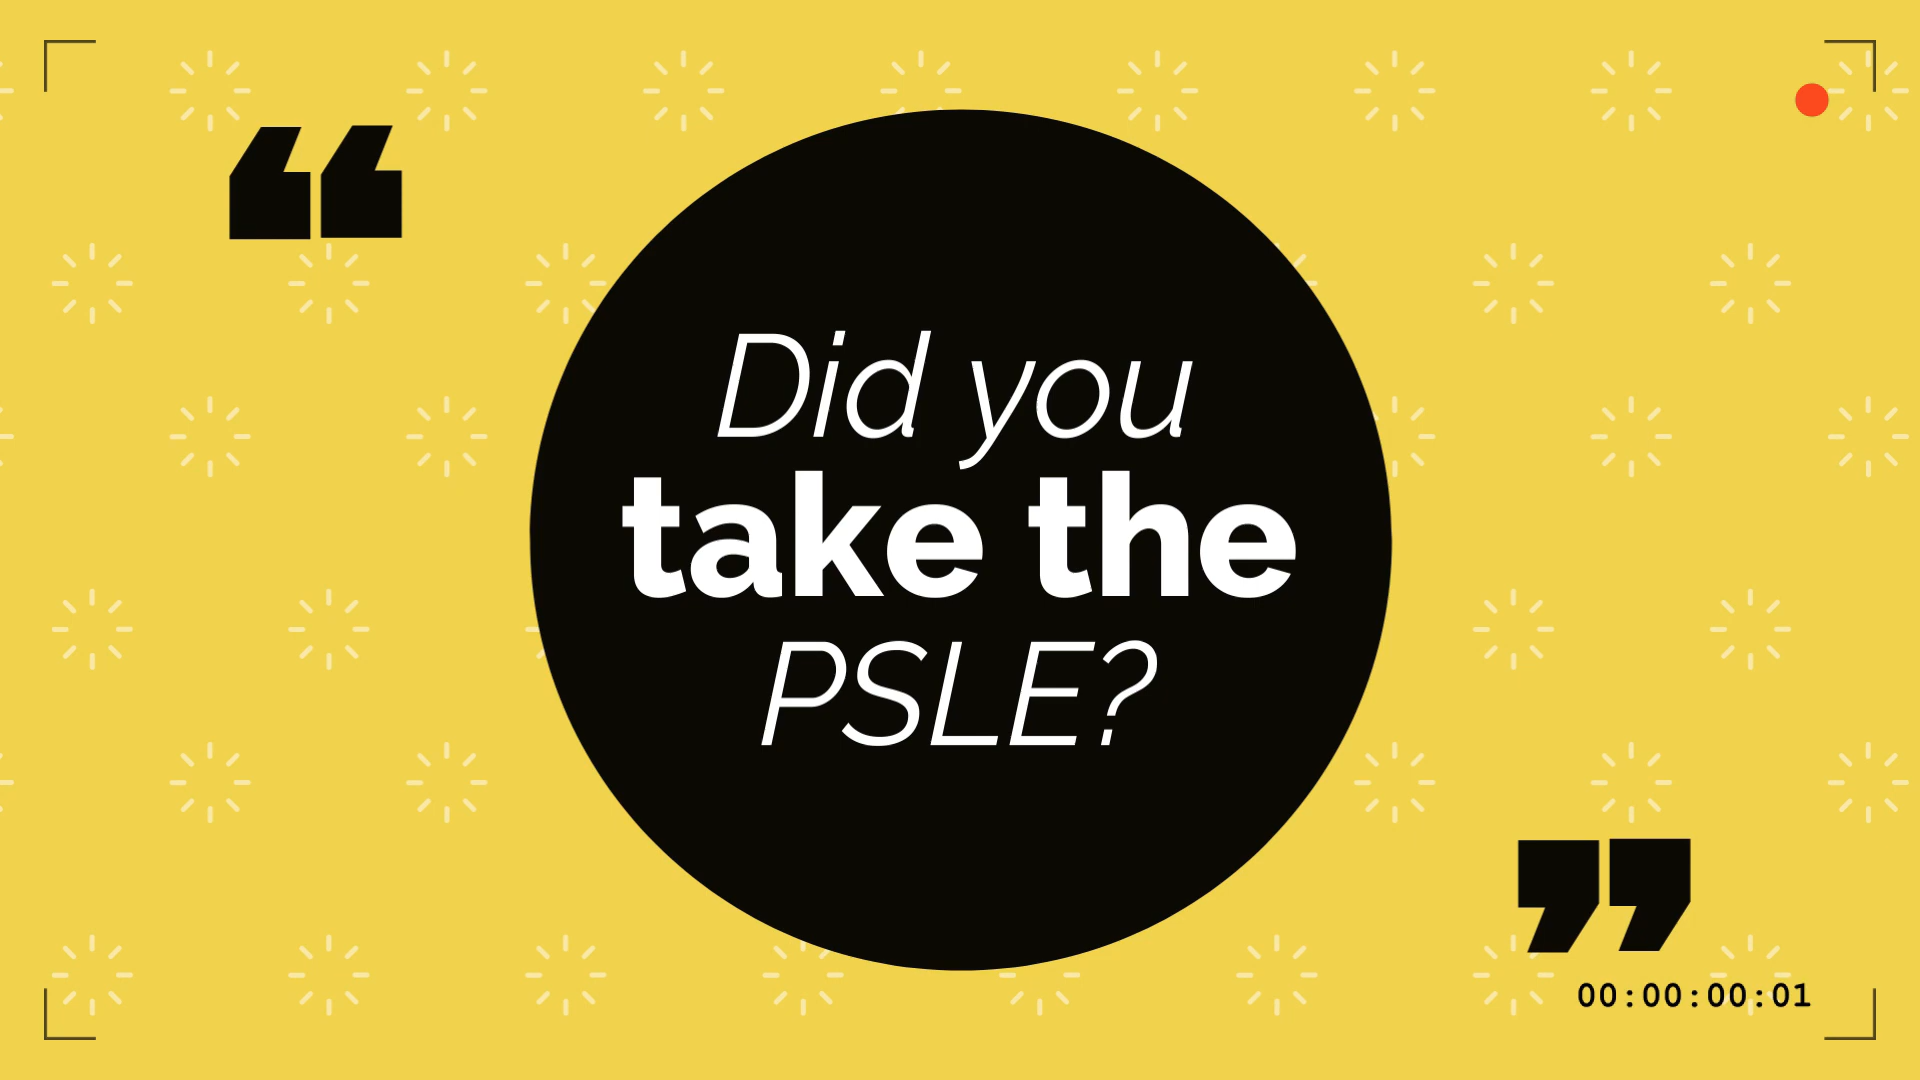 “
Did you
take the
PSLE?
”
00:00:00:01